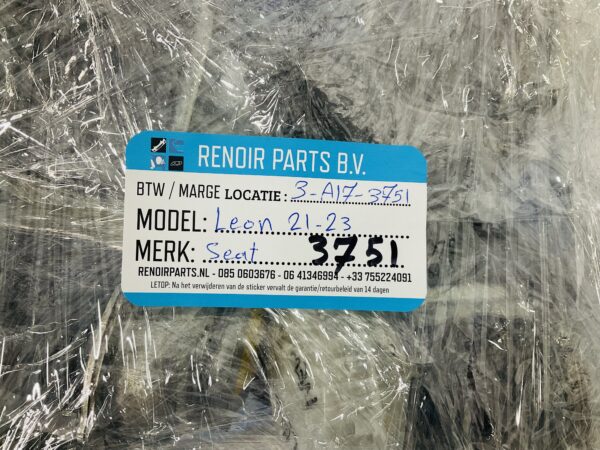 RENOIR PARTS B.V.
BTW / MARGE LOCATIE: 3-A17-3751
MODEL: Leon 21-23
MERK: Seat 3751
RENOIRPARTS.NL - 085 0603676 - 06 41346994 - +33 755224091
LETOP: Na het verwijderen van de sticker vervalt de garantie/retourbeleid van 14 dagen